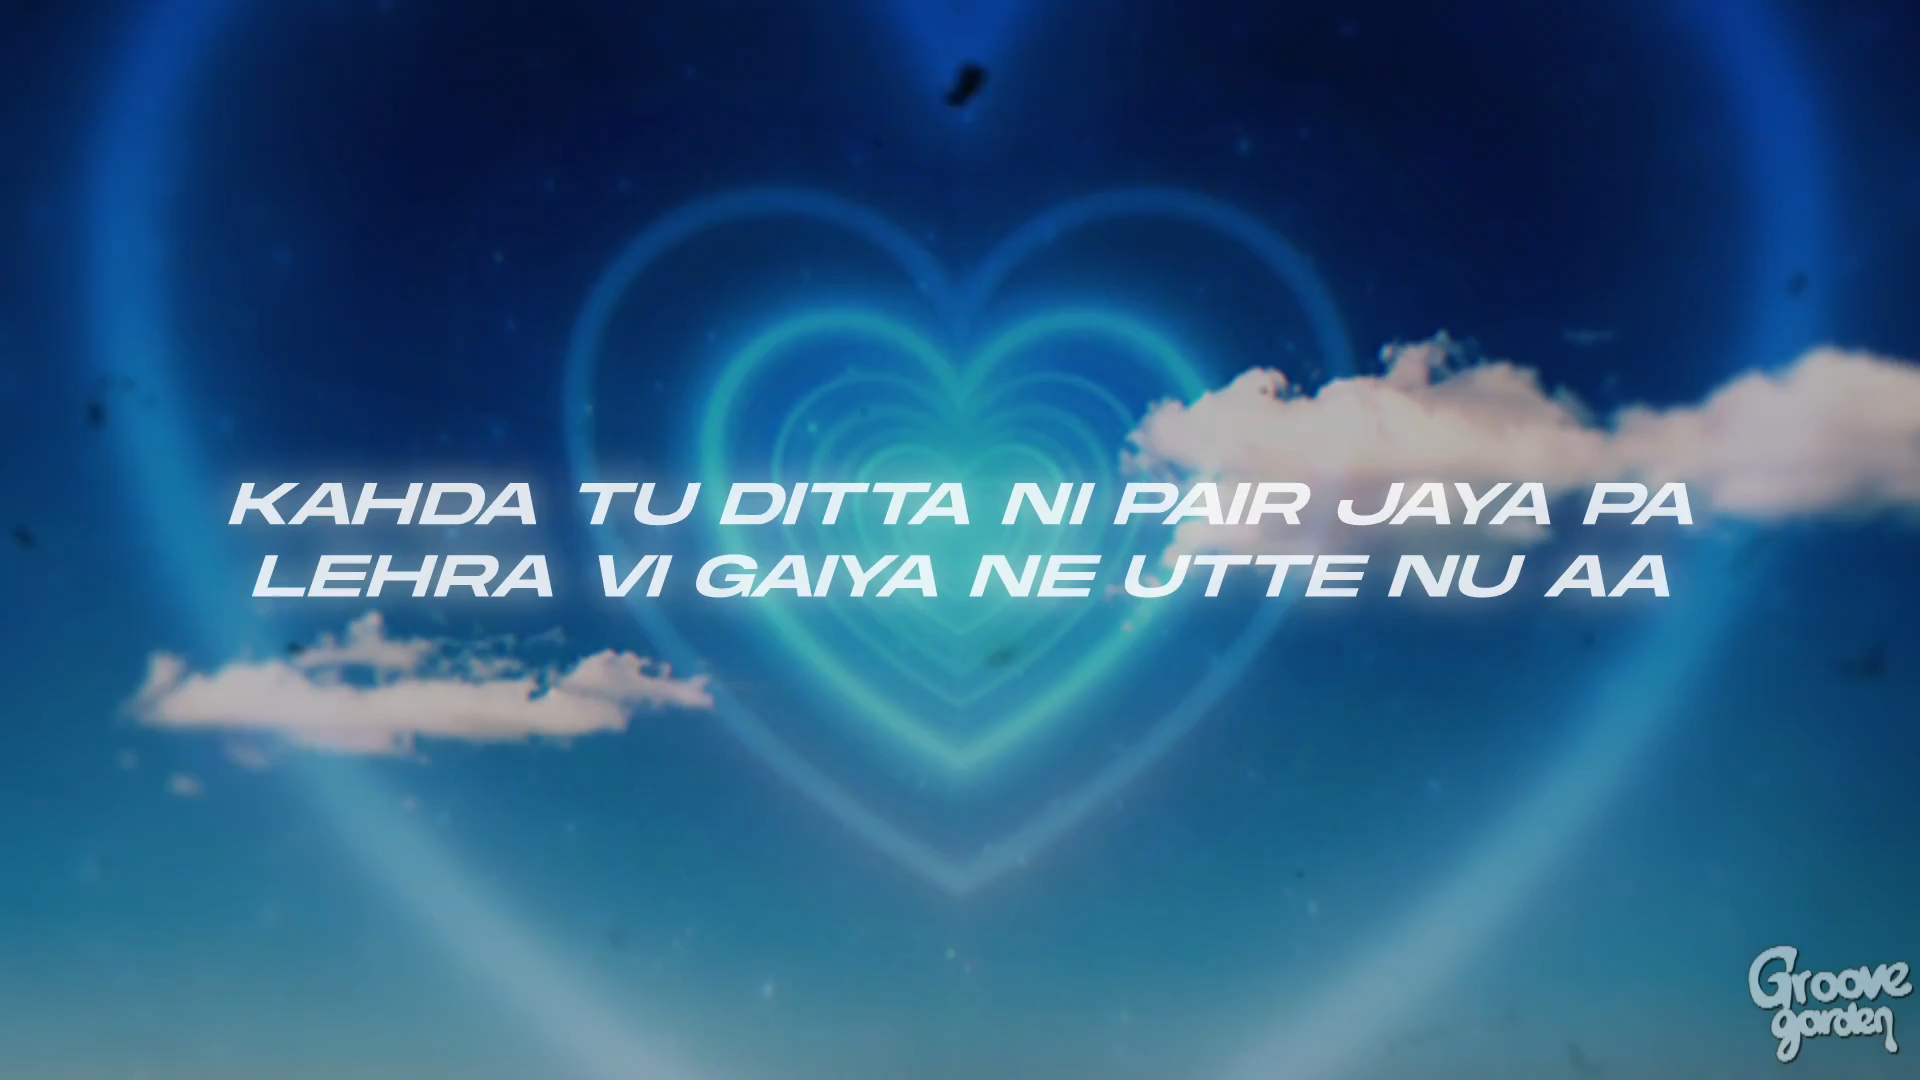 KAHDA TU DITTA NI PAIR JAYA PA
LEHRA VI GAIYA NE UTTE NU AA
Groove
garden